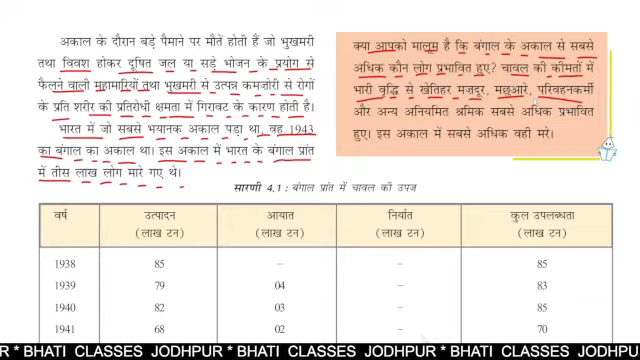 अकाल के दौरान बड़े पैमाने पर मौतें होती हैं जो भुखमरी
तथा विवश होकर दूषित जल या सड़े भोजन के प्रयोग से
फैलने वाली महामारियों तथा भुखमरी से उत्पन्न कमज़ोरी से रोगों
के प्रति शरीर की प्रतिरोधी क्षमता में गिरावट के कारण होती है।
भारत में जो सबसे भयानक अकाल पड़ा था, वह 1943
का बंगाल का अकाल था। इस अकाल में भारत के बंगाल प्रांत
में तीस लाख लोग मारे गए थे।
क्या आपको मालूम है कि बंगाल के अकाल से सबसे
अधिक कौन लोग प्रभावित हुए? चावल की कीमतों में
भारी वृद्धि से खेतिहर मजदूर, मछुआरे, परिवहनकर्मी
और अन्य अनियमित श्रमिक सबसे अधिक प्रभावित
हुए। इस अकाल में सबसे अधिक वही मरे।
सारणी 4.1 : बंगाल प्रांत में चावल की उपज
वर्ष उत्पादन आयात निर्यात कुल उपलब्धता
(लाख टन) (लाख टन) (लाख टन) (लाख टन)
1938 85 – – 85
1939 79 04 – 83
1940 82 03 – 85
1941 68 02 – 70
R * BHATI CLASSES JODHPUR * BHATI CLASSES JODHPUR * BHATI CLASSES JODHPUR